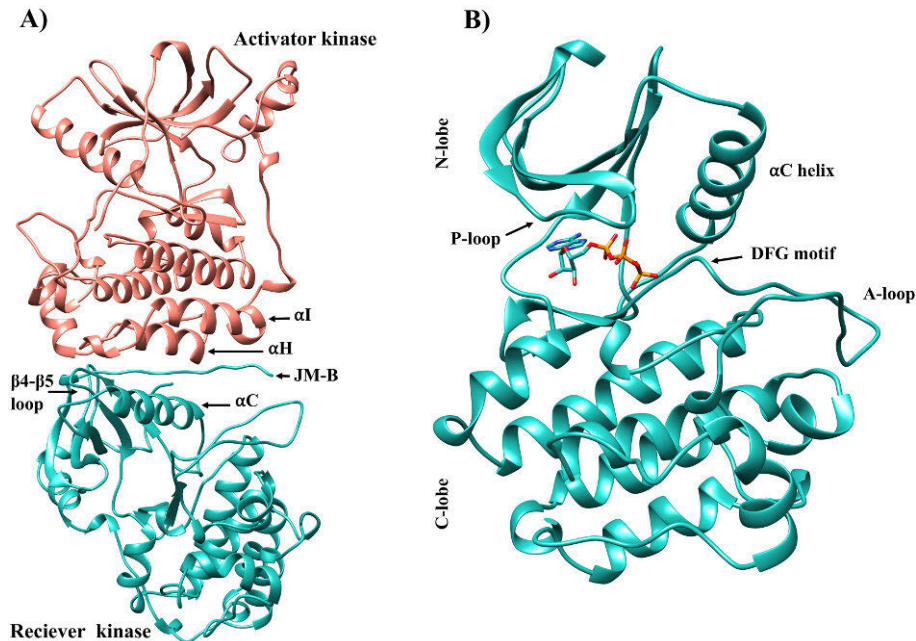 A)
Activator kinase
αI
αH
JM-B
β4-β5
loop
αC
Reciever kinase
B)
N-lobe
αC helix
P-loop
DFG motif
A-loop
C-lobe